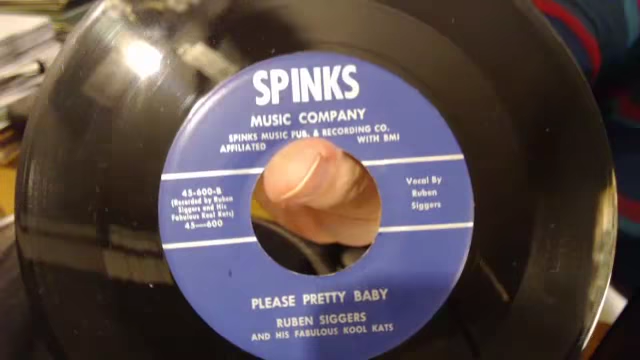 SPINKS
MUSIC COMPANY
SPINKS MUSIC PUB. & RECORDING CO.
AFFILIATED WITH BMI
45-600-B
(Recorded by Ruben
Siggers and His
Fabulous Kool Kats)
45—600
Vocal By
Ruben
Siggers
PLEASE PRETTY BABY
RUBEN SIGGERS
AND HIS FABULOUS KOOL KATS